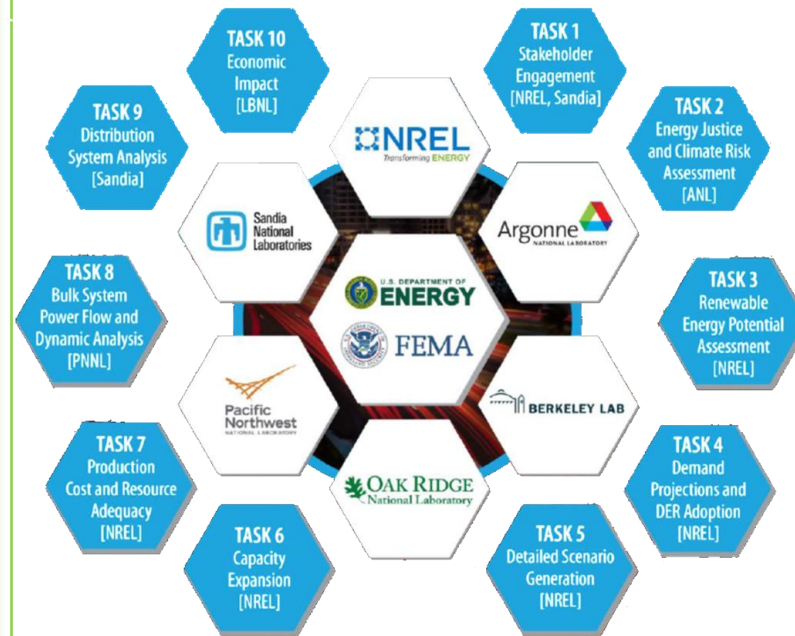 TASK 10
Economic
Impact
[LBNL]
TASK 1
Stakeholder
Engagement
[NREL, Sandia]
TASK 9
Distribution
System Analysis
[Sandia]
NREL
Transforming ENERGY
TASK 2
Energy Justice
and Climate Risk
Assessment
[ANL]
Sandia
National
Laboratories
Argonne
NATIONAL LABORATORY
TASK 8
Bulk System
Power Flow and
Dynamic Analysis
[PNNL]
U.S. DEPARTMENT OF
ENERGY
FEMA
TASK 3
Renewable
Energy Potential
Assessment
[NREL]
Pacific
Northwest
NATIONAL LABORATORY
BERKELEY LAB
TASK 7
Production
Cost and Resource
Adequacy
[NREL]
OAK RIDGE
National Laboratory
TASK 4
Demand
Projections and
DER Adoption
[NREL]
TASK 6
Capacity
Expansion
[NREL]
TASK 5
Detailed Scenario
Generation
[NREL]